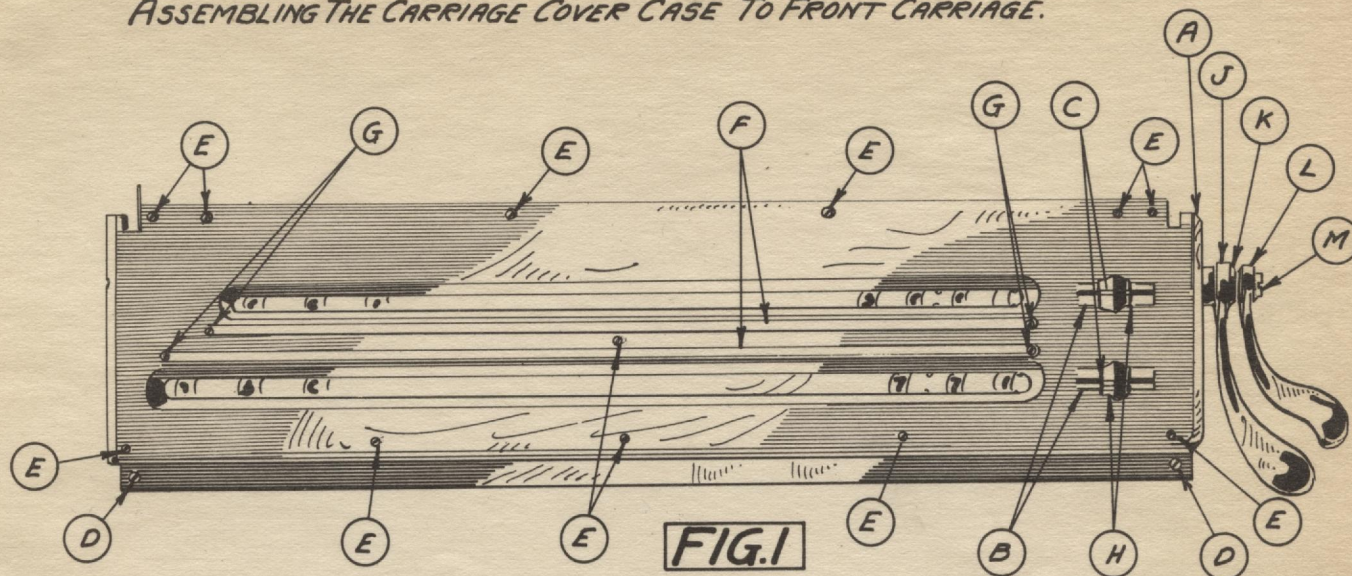 ASSEMBLING THE CARRIAGE COVER CASE TO FRONT CARRIAGE.
A
J
E
G
E
F
E
G
C
E
K
L
M
E
D
E
E
E
B
H
D
E
FIG.1